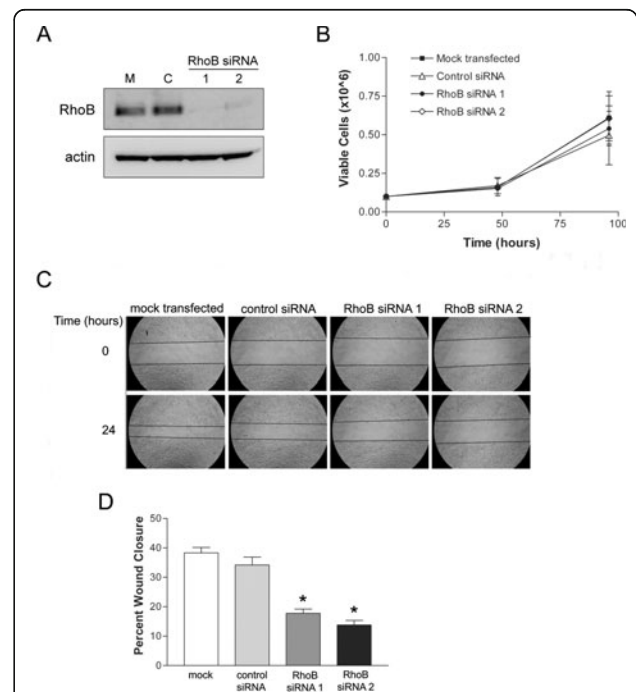 A
RhoB siRNA
M C 1 2
RhoB
actin
B
Mock transfected
Control siRNA
RhoB siRNA 1
RhoB siRNA 2
Viable Cells (x10^6)
1.00
0.75
0.50
0.25
0.00
0 25 50 75 100
Time (hours)
C
mock transfected control siRNA RhoB siRNA 1 RhoB siRNA 2
Time (hours)
0
24
D
Percent Wound Closure
50
40
30
20
10
0
* *
mock control siRNA RhoB siRNA 1 RhoB siRNA 2